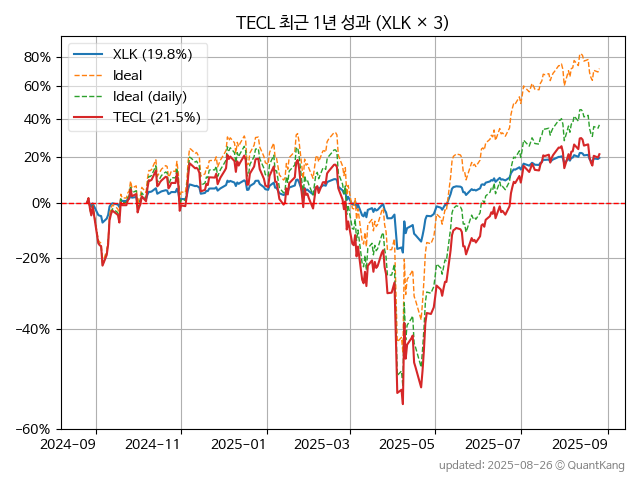 TECL 최근 1년 성과 (XLK × 3)
XLK (19.8%)
Ideal
Ideal (daily)
TECL (21.5%)
80%
60%
40%
20%
0%
−20%
−40%
−60%
2024-09 2024-11 2025-01 2025-03 2025-05 2025-07 2025-09
updated: 2025-08-26 © QuantKang